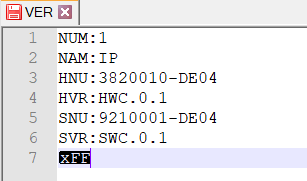 VER
1 NUM:1
2 NAM:IP
3 HNU:3820010-DE04
4 HVR:HWC.0.1
5 SNU:9210001-DE04
6 SVR:SWC.0.1
7 xFF